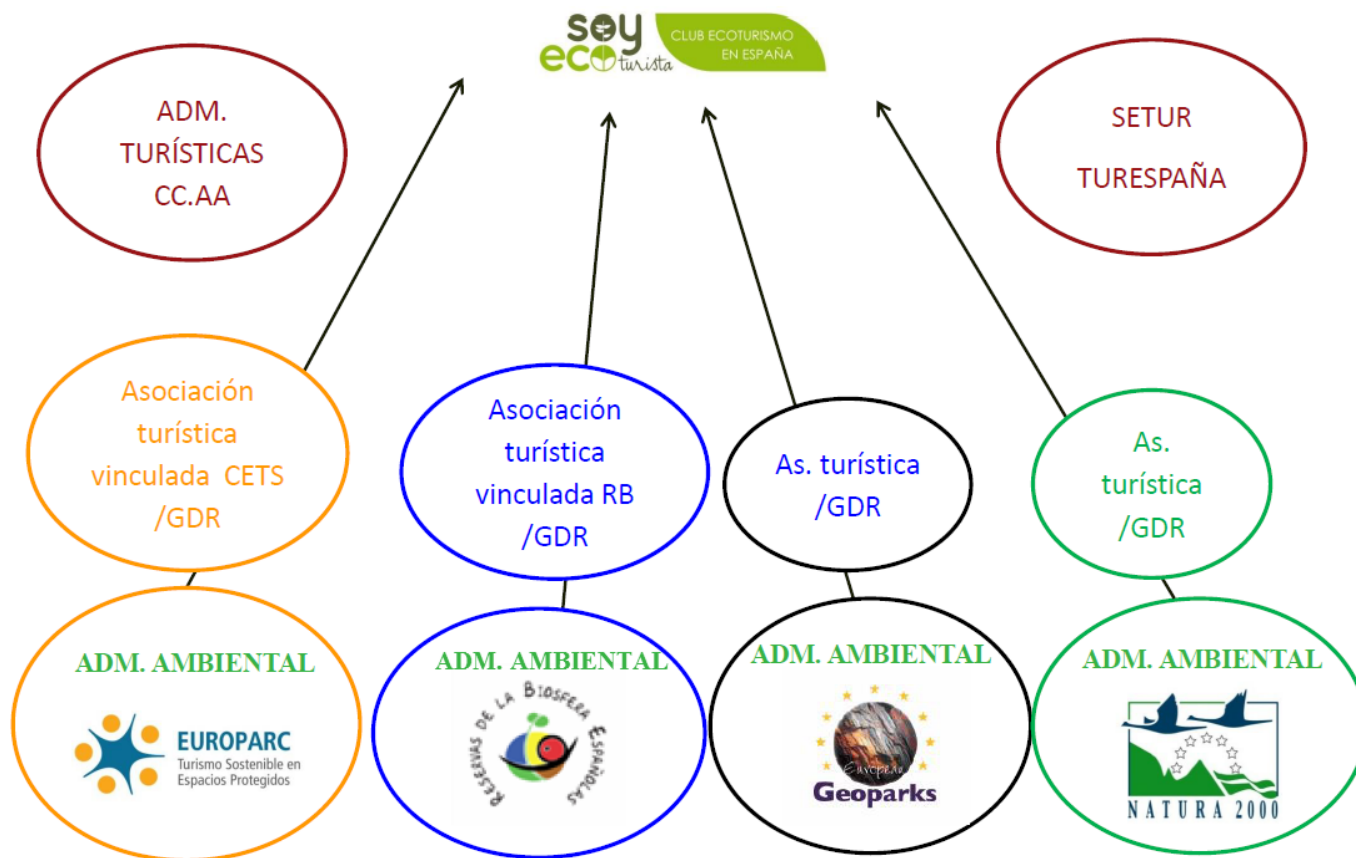 soy
eco turista
CLUB ECOTURISMO
EN ESPAÑA
ADM.
TURÍSTICAS
CC.AA
SETUR
TURESPAÑA
Asociación
turística
vinculada CETS
/GDR
Asociación
turística
vinculada RB
/GDR
As. turística
/GDR
As.
turística
/GDR
ADM. AMBIENTAL
EUROPARC
Turismo Sostenible en
Espacios Protegidos
ADM. AMBIENTAL
RESERVAS DE LA BIOSFERA ESPAÑOLAS
ADM. AMBIENTAL
European
Geoparks
ADM. AMBIENTAL
NATURA 2000